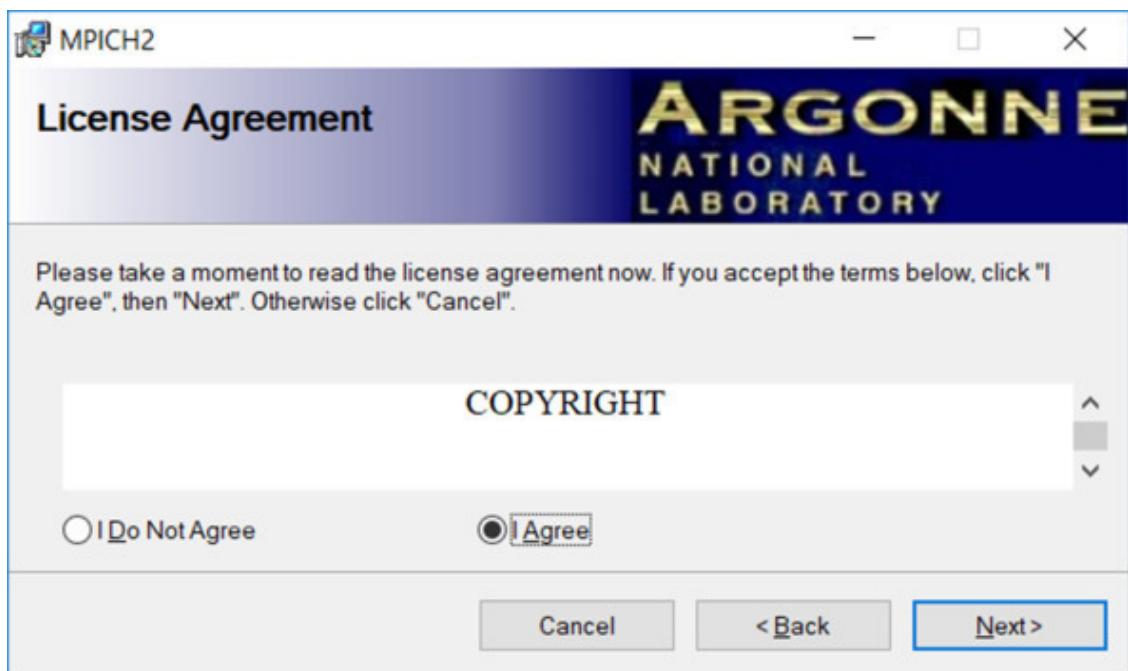 MPICH2
License Agreement
ARGONNE
NATIONAL
LABORATORY
Please take a moment to read the license agreement now. If you accept the terms below, click "I
Agree", then "Next". Otherwise click "Cancel".
COPYRIGHT
I Do Not Agree
I Agree
Cancel
< Back
Next >